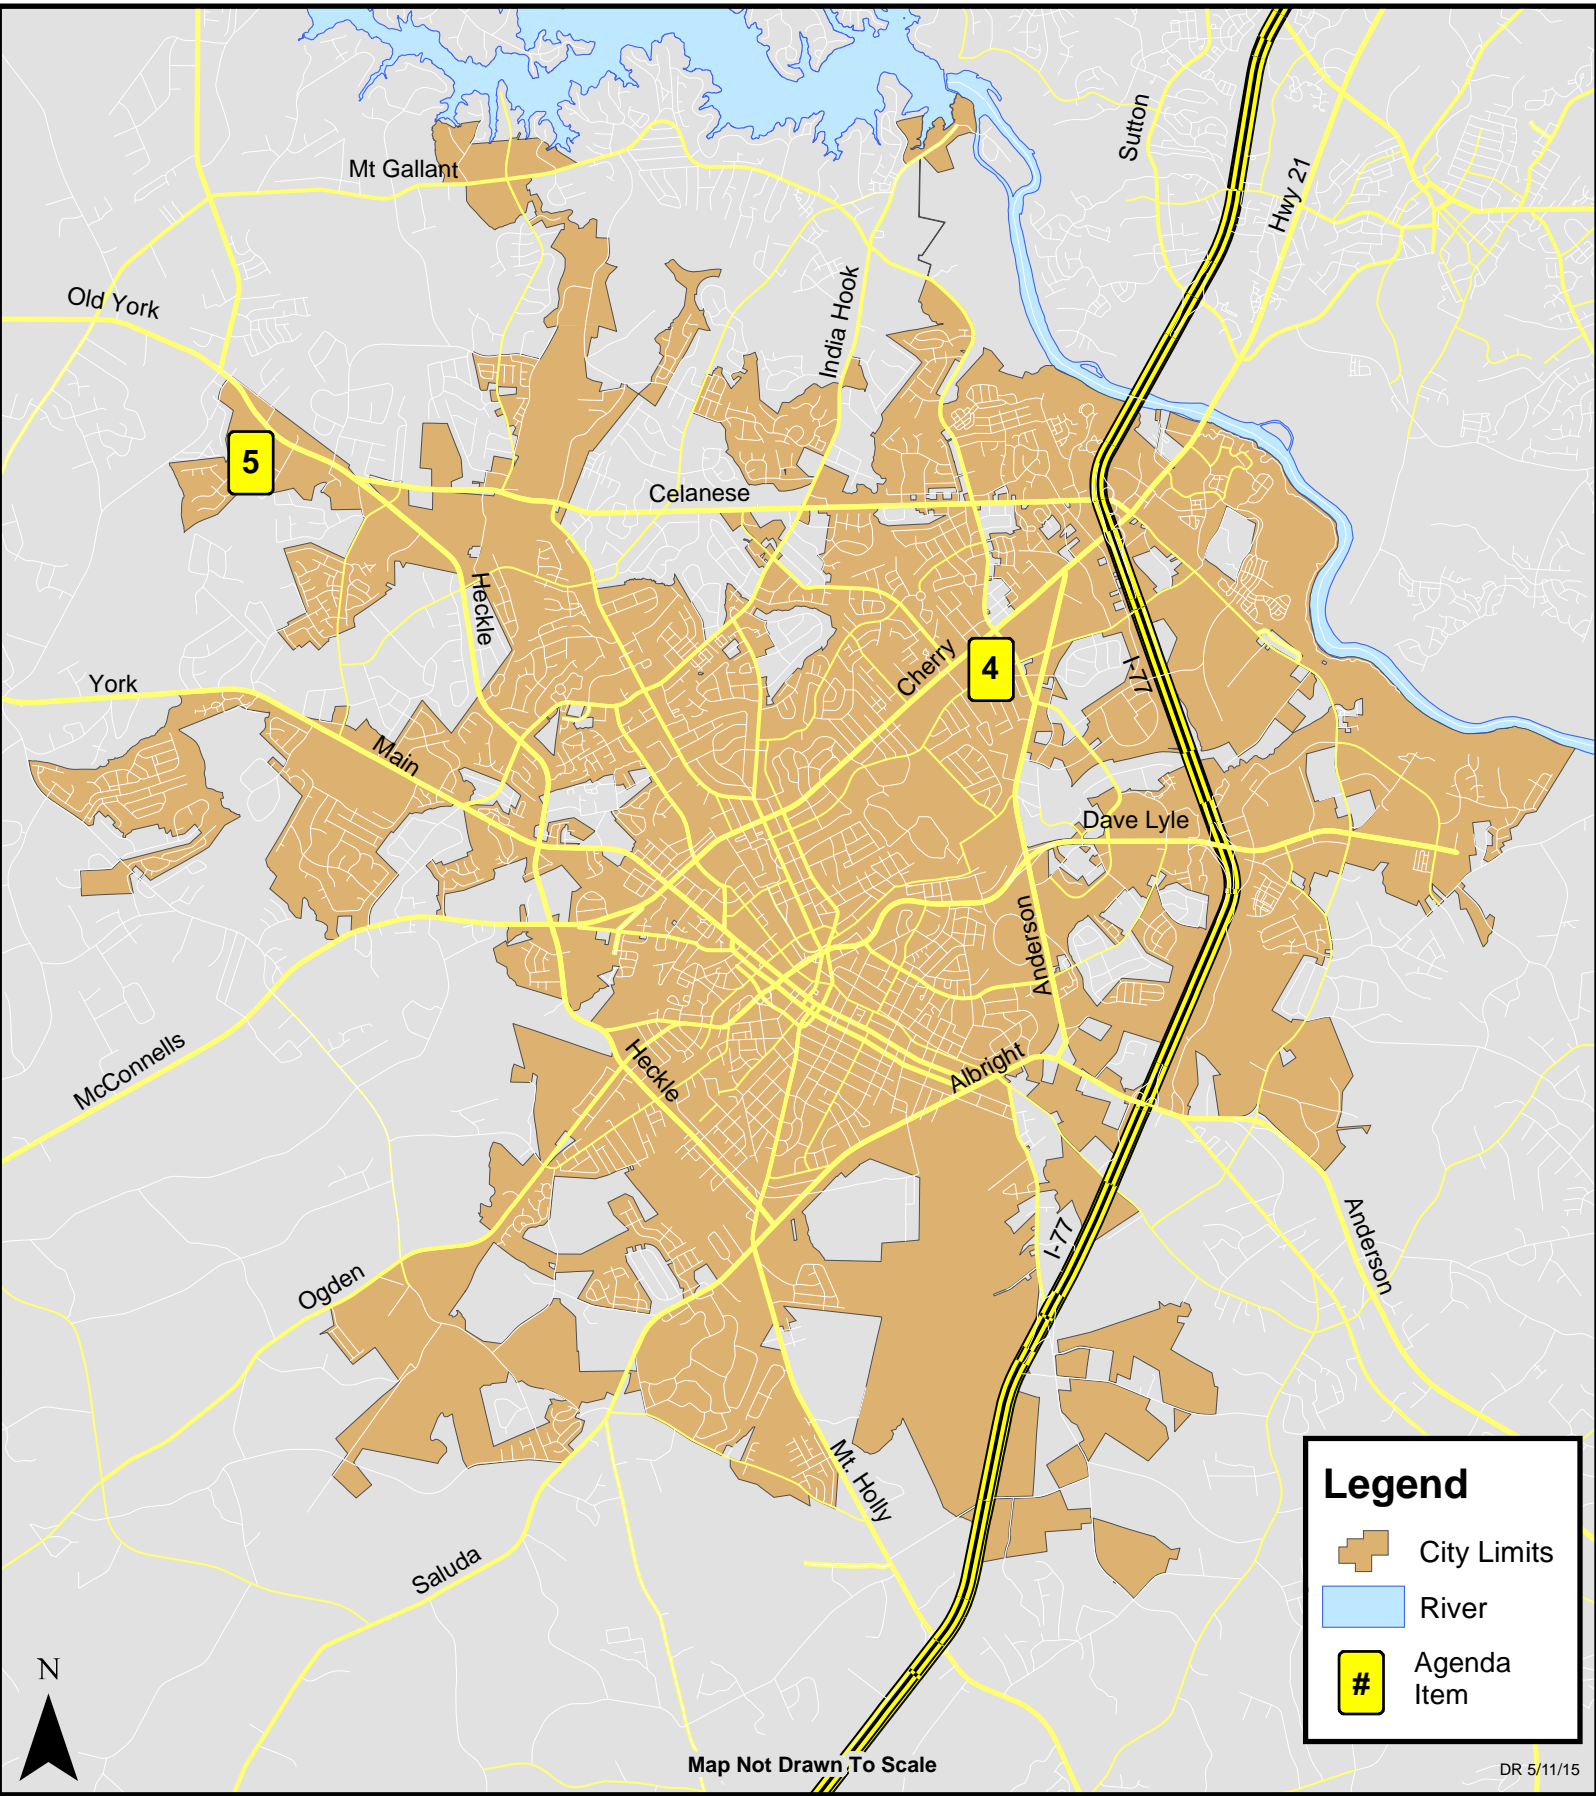 Sutton
Mt Gallant
Hwy 21
Old York
India Hook
5
Celanese
Heckle
Cherry
4
I-77
York
Main
Dave Lyle
Anderson
McConnells
Heckle
Albright
I-77
Anderson
Ogden
Mt. Holly
Saluda
Legend
City Limits
River
#
Agenda
Item
N
Map Not Drawn To Scale
DR 5/11/15